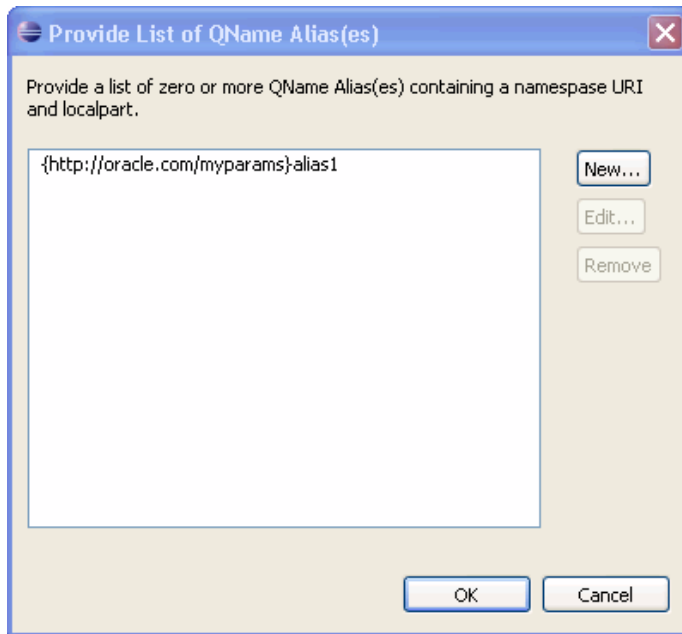 Provide List of QName Alias(es)
Provide a list of zero or more QName Alias(es) containing a namespase URI
and localpart.
{http://oracle.com/myparams}alias1
New...
Edit...
Remove
OK
Cancel